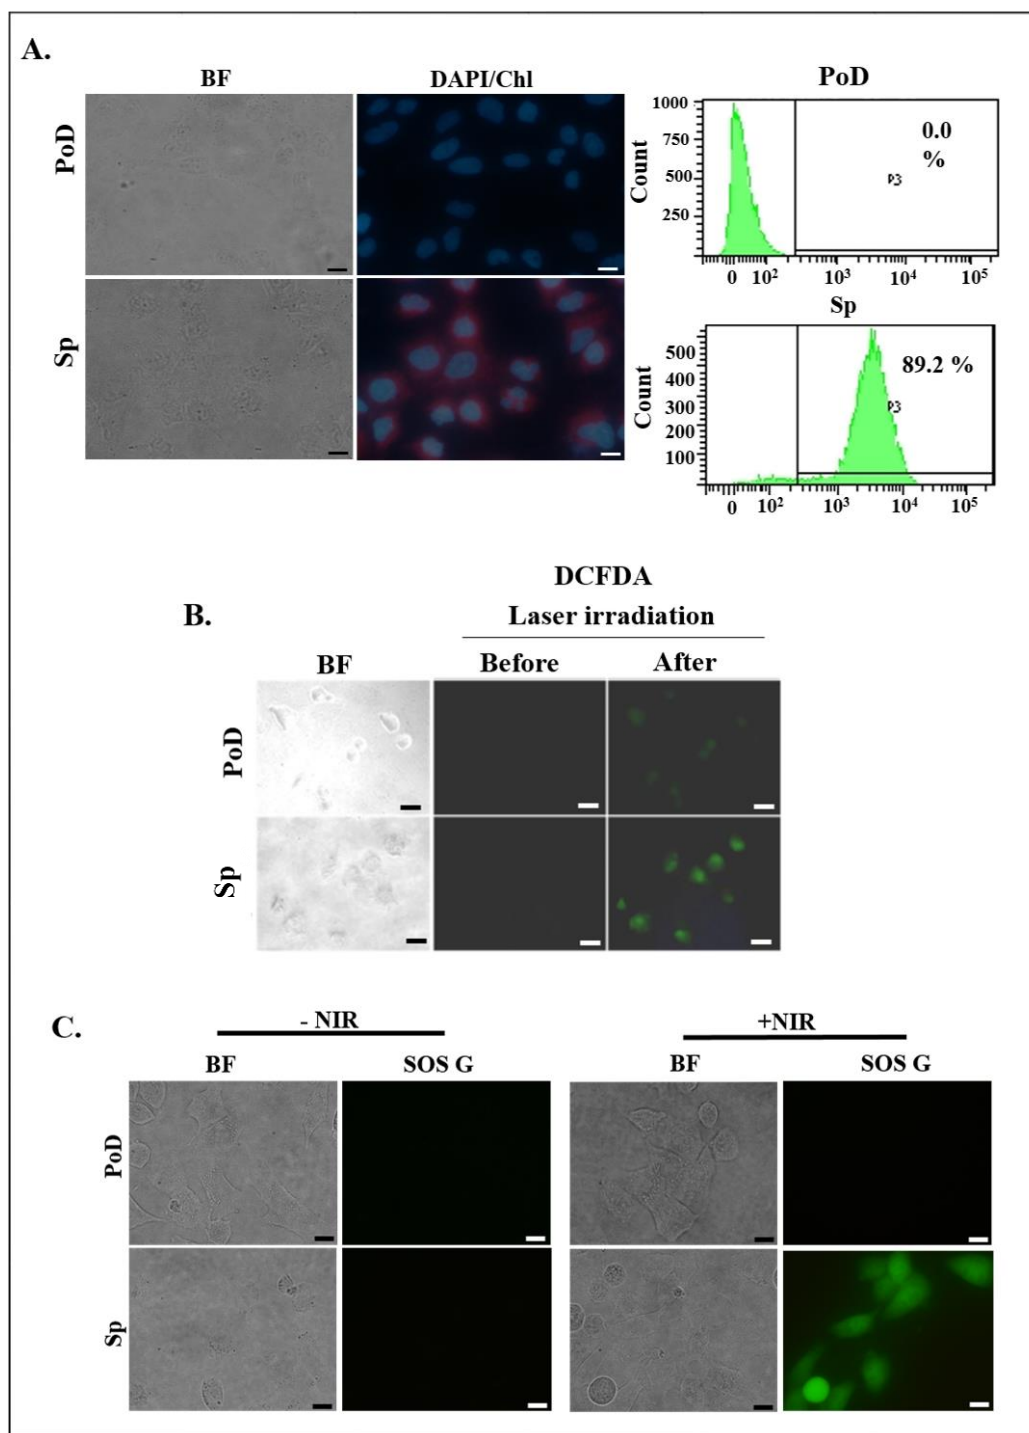 A.
BF
DAPI/Chl
PoD
Sp
PoD
Count
1000
750
500
250
0.0
%
P3
0 10² 10³ 10⁴ 10⁵
Sp
Count
500
400
300
200
100
89.2 %
P3
0 10² 10³ 10⁴ 10⁵
B.
DCFDA
Laser irradiation
BF
Before
After
PoD
Sp
C.
- NIR
+NIR
BF
SOS G
BF
SOS G
PoD
Sp